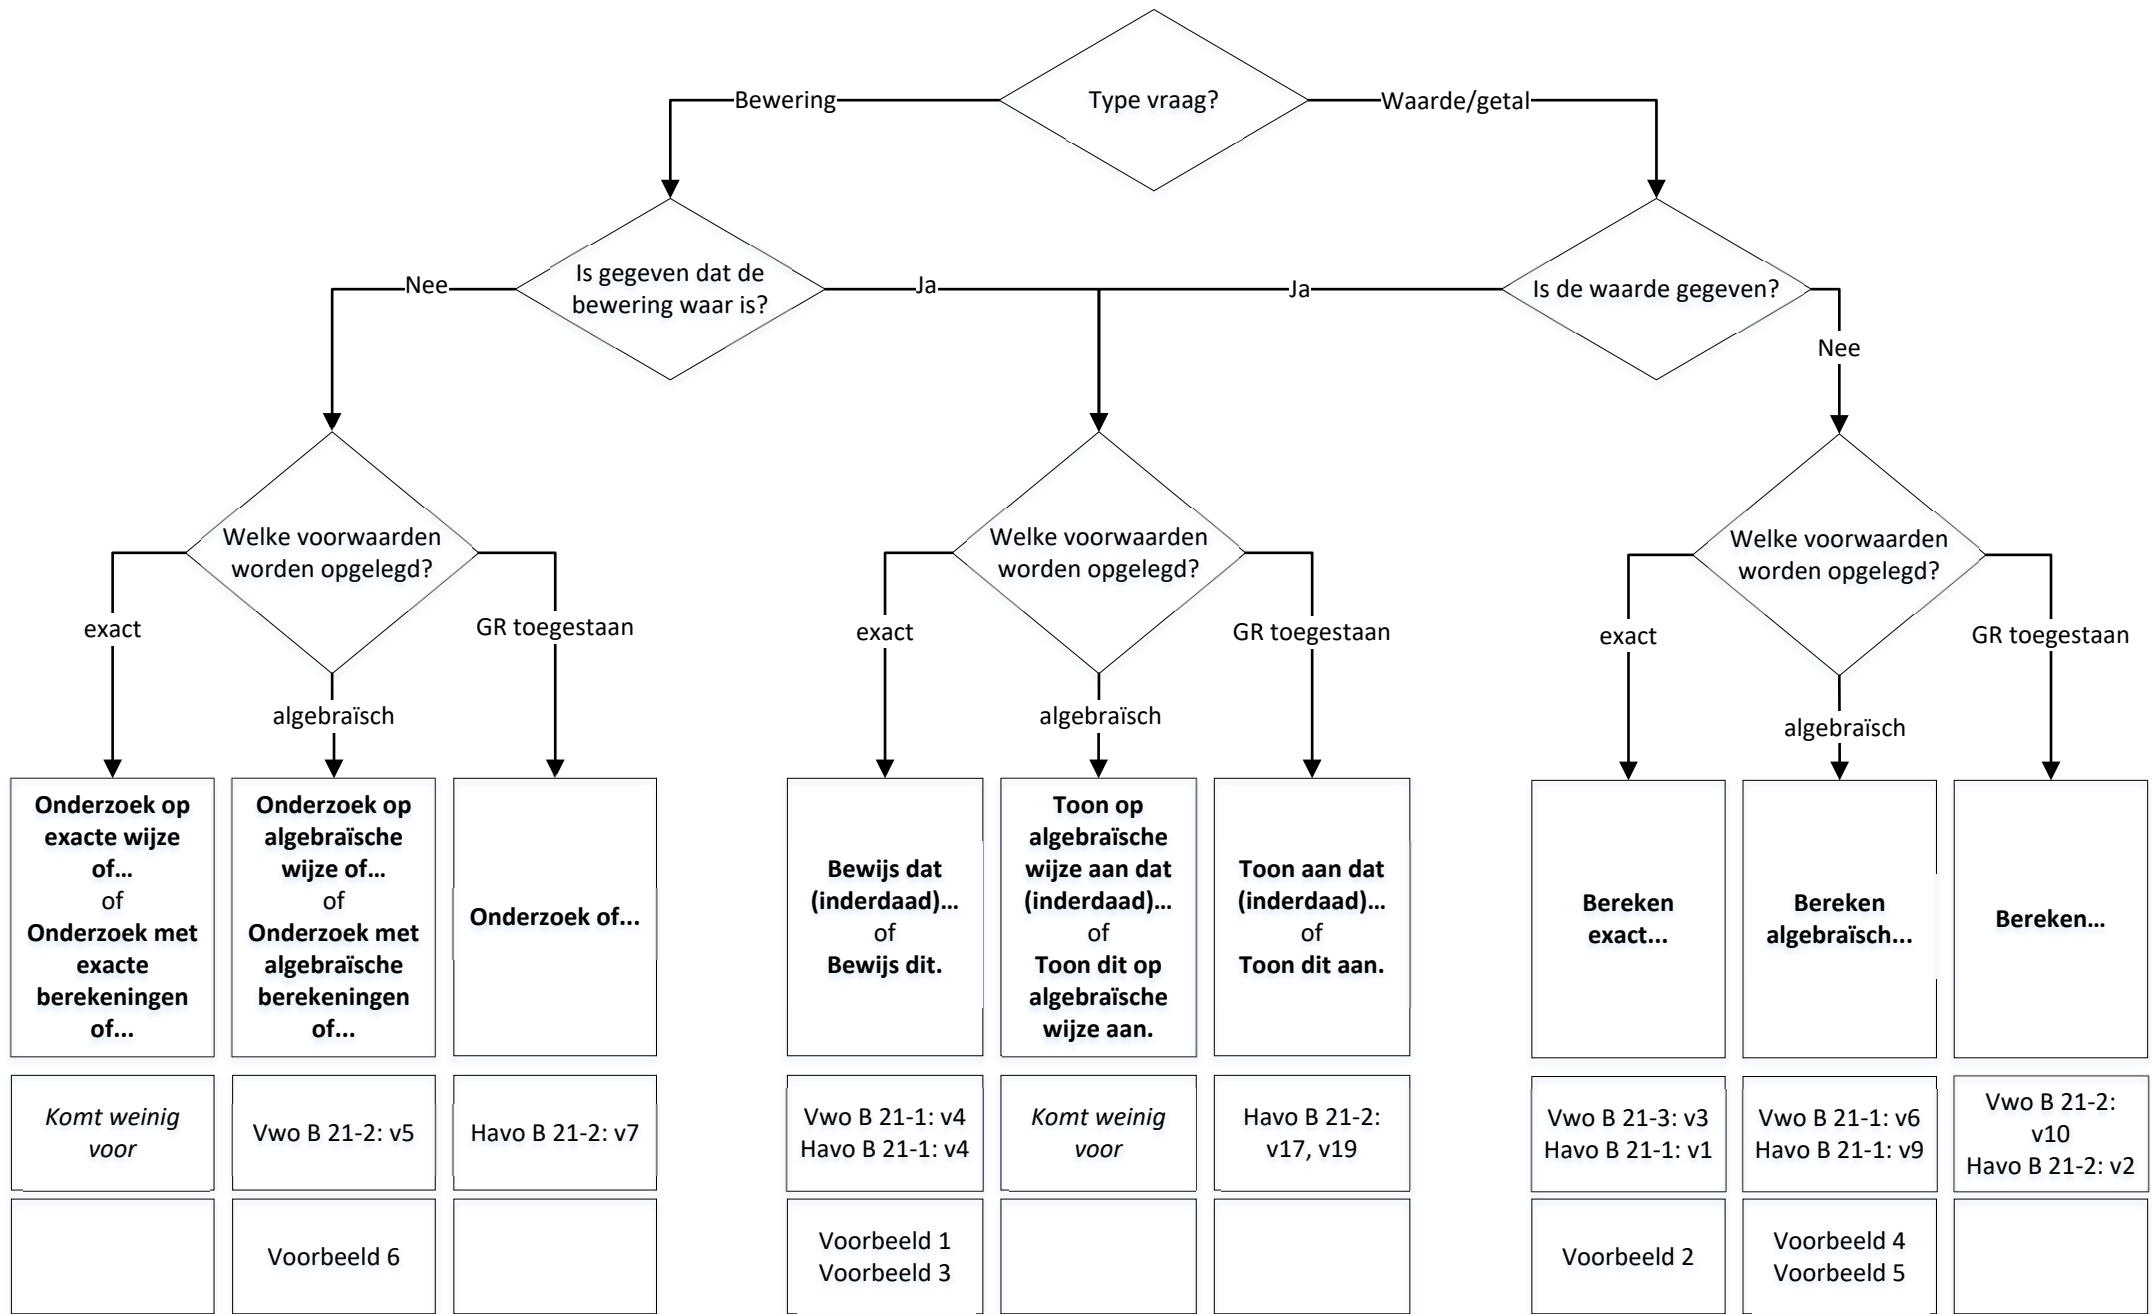 Type vraag?
Bewering
Waarde/getal
Is gegeven dat de
bewering waar is?
Is de waarde gegeven?
Nee
Ja
Ja
Nee
Welke voorwaarden
worden opgelegd?
Welke voorwaarden
worden opgelegd?
Welke voorwaarden
worden opgelegd?
exact
algebraïsch
GR toegestaan
exact
algebraïsch
GR toegestaan
exact
algebraïsch
GR toegestaan
Onderzoek op
exacte wijze
of...
of
Onderzoek met
exacte
berekeningen
of...
Onderzoek op
algebraïsche
wijze of...
of
Onderzoek met
algebraïsche
berekeningen
of...
Onderzoek of...
Bewijs dat
(inderdaad)...
of
Bewijs dit.
Toon op
algebraïsche
wijze aan dat
(inderdaad)...
of
Toon dit op
algebraïsche
wijze aan.
Toon aan dat
(inderdaad)...
of
Toon dit aan.
Bereken
exact...
Bereken
algebraïsch...
Bereken...
Komt weinig
voor
Vwo B 21-2: v5
Havo B 21-2: v7
Vwo B 21-1: v4
Havo B 21-1: v4
Komt weinig
voor
Havo B 21-2:
v17, v19
Vwo B 21-3: v3
Havo B 21-1: v1
Vwo B 21-1: v6
Havo B 21-1: v9
Vwo B 21-2:
v10
Havo B 21-2: v2
Voorbeeld 6
Voorbeeld 1
Voorbeeld 3
Voorbeeld 2
Voorbeeld 4
Voorbeeld 5